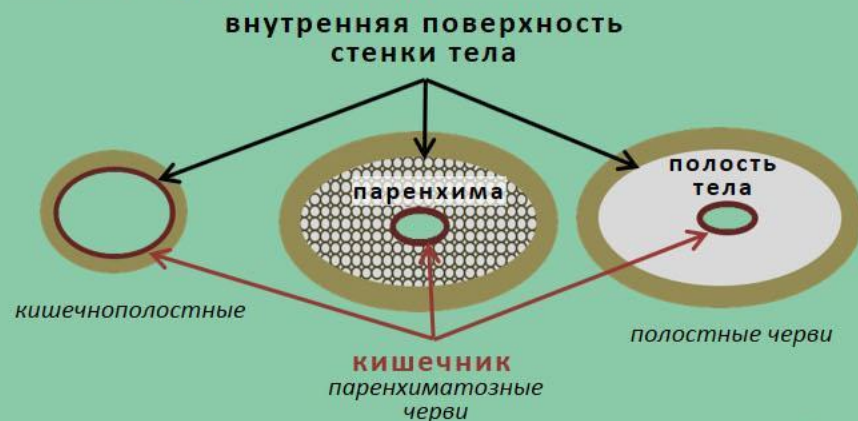 внутренняя поверхность
стенки тела
паренхима
полость
тела
кишечнополостные
полостные черви
кишечник
паренхиматозные
черви